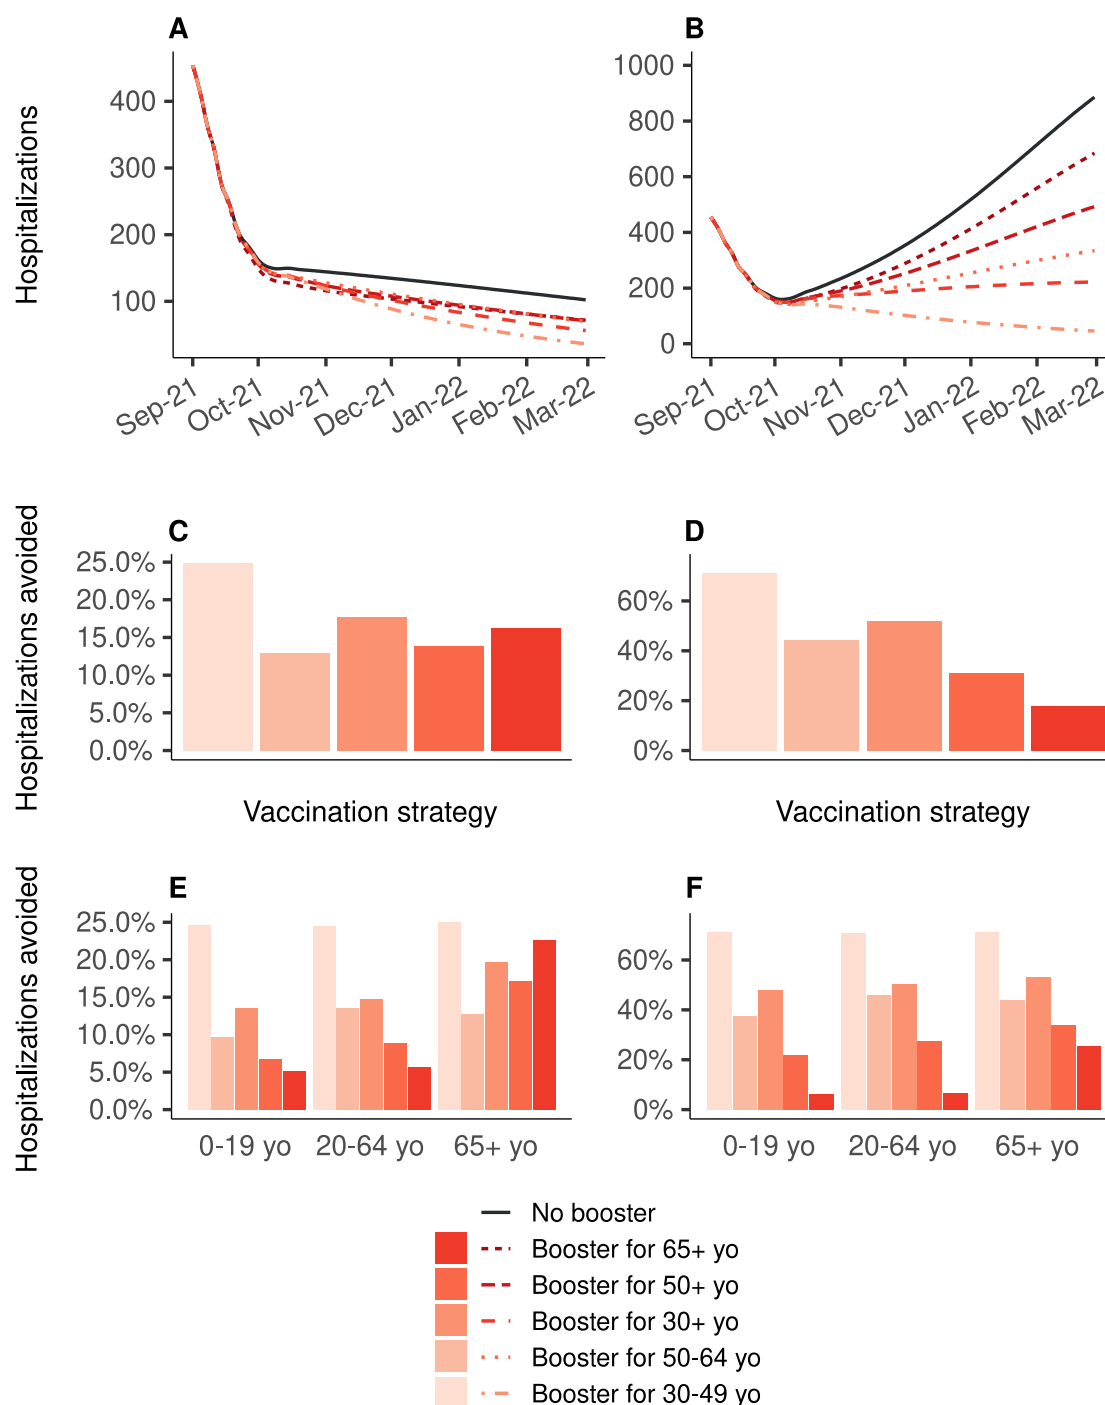 A
B
Hospitalizations
400
300
200
100
1000
800
600
400
200
0
Sep-21
Oct-21
Nov-21
Dec-21
Jan-22
Feb-22
Mar-22
Sep-21
Oct-21
Nov-21
Dec-21
Jan-22
Feb-22
Mar-22
C
D
Hospitalizations avoided
25.0%
20.0%
15.0%
10.0%
5.0%
0.0%
60%
40%
20%
0%
Vaccination strategy
Vaccination strategy
E
F
Hospitalizations avoided
25.0%
20.0%
15.0%
10.0%
5.0%
0.0%
60%
40%
20%
0%
0-19 yo
20-64 yo
65+ yo
0-19 yo
20-64 yo
65+ yo
No booster
Booster for 65+ yo
Booster for 50+ yo
Booster for 30+ yo
Booster for 50-64 yo
Booster for 30-49 yo